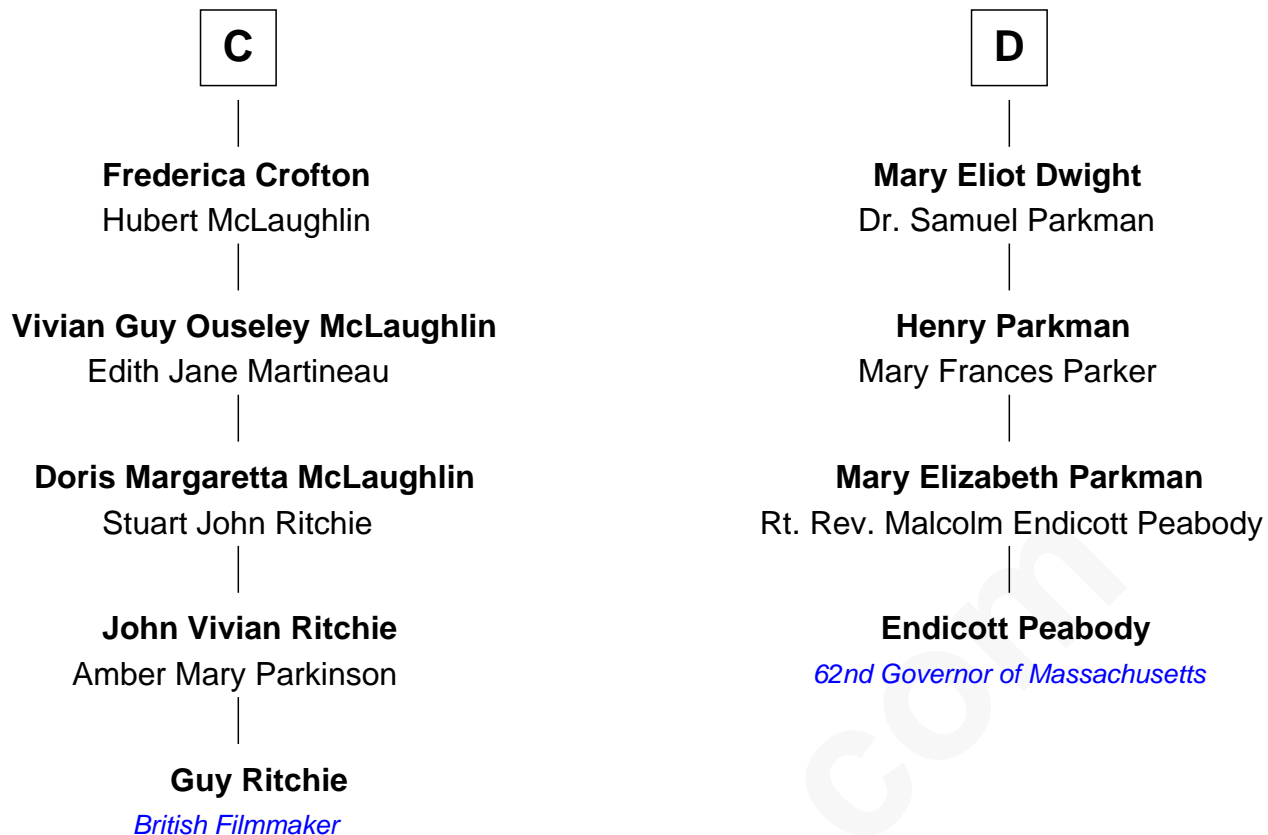 C
Frederica Crofton
Hubert McLaughlin
Vivian Guy Ouseley McLaughlin
Edith Jane Martineau
Doris Margaretta McLaughlin
Stuart John Ritchie
John Vivian Ritchie
Amber Mary Parkinson
Guy Ritchie
British Filmmaker
D
Mary Eliot Dwight
Dr. Samuel Parkman
Henry Parkman
Mary Frances Parker
Mary Elizabeth Parkman
Rt. Rev. Malcolm Endicott Peabody
Endicott Peabody
62nd Governor of Massachusetts
com